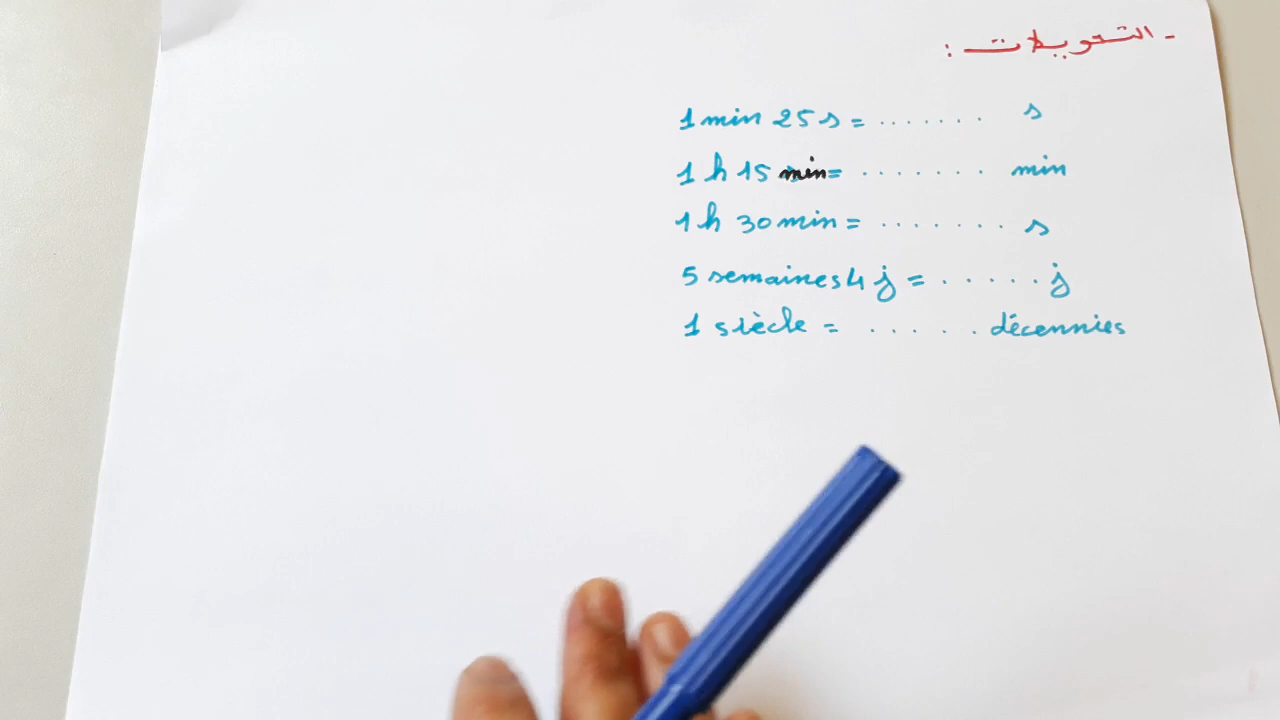 - التحويلات :
1 min 25 s = ....... s
1 h 15 min = ....... min
1 h 30 min = ....... s
5 semaines 4 j = ..... j
1 siècle = ..... décennies